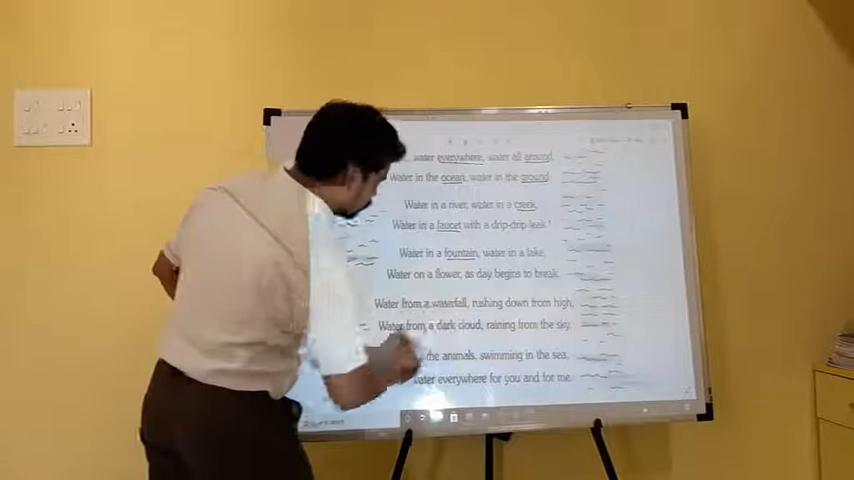 , water everywhere, water all around.
Water in the ocean, water in the ground
Water in a river, water in a creek,
Water in a faucet with a drip-drip-leak!
Water in a fountain, water in a lake,
Water on a flower, as day begins to break.
Water from a waterfall, rushing down from high,
Water from a dark cloud, raining from the sky.
the animals, swimming in the sea,
water everywhere for you and for me.